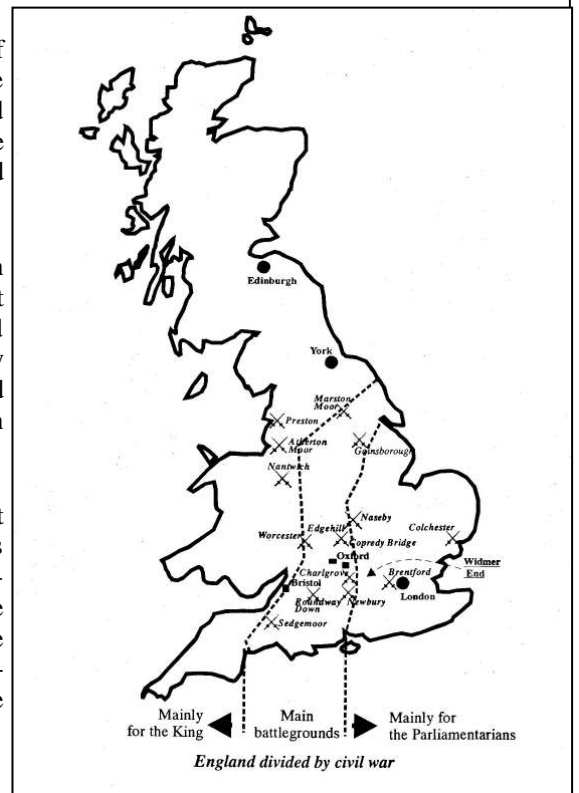 f
e
d
e
d
n
t
d
y
d
n
t
s
-
e
e
-
e
Edinburgh
York
Marston
Moor
Preston
Atherton
Moor
Gainsborough
Nantwich
Naseby
Edgehill
Colchester
Worcester
Copredy Bridge
Oxford
Widmer
End
Charlgrove
Brentford
Bristol
London
Roundway
Down
Newbury
Sedgemoor
Mainly
for the King
Main
battlegrounds
Mainly for
the Parliamentarians
England divided by civil war